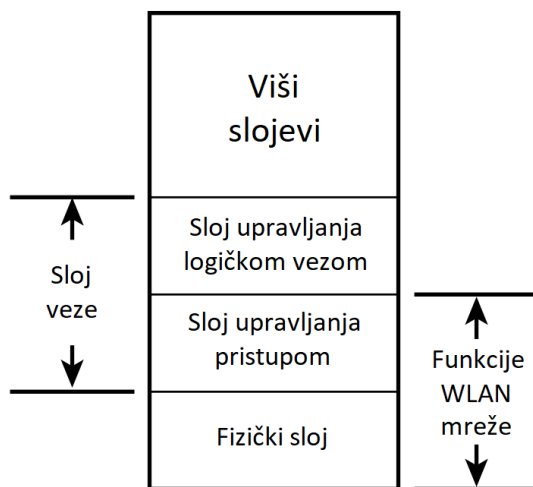 Viši
slojevi
Sloj upravljanja
logičkom vezom
Sloj
veze
Sloj upravljanja
pristupom
Funkcije
WLAN
mreže
Fizički sloj